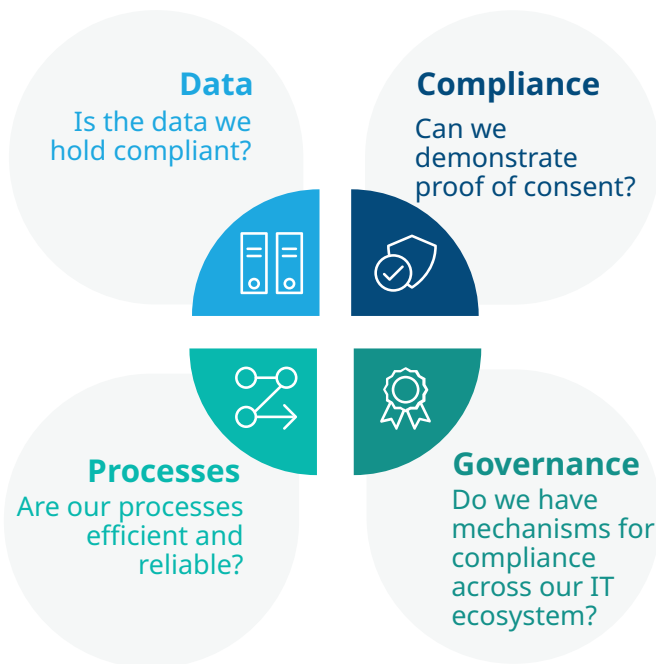 Data
Is the data we
hold compliant?
Compliance
Can we
demonstrate
proof of consent?
Processes
Are our processes
efficient and
reliable?
Governance
Do we have
mechanisms for
compliance
across our IT
ecosystem?